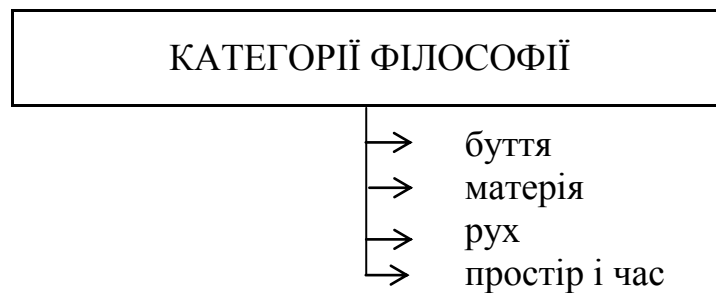 КАТЕГОРІЇ ФІЛОСОФІЇ
буття
матерія
рух
простір і час